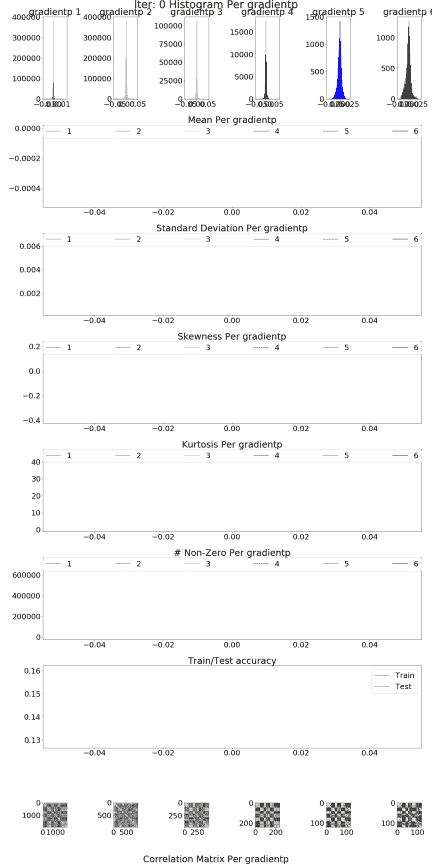 Iter: 0 Histogram Per gradientp
gradientp 1 gradientp 2 gradientp 3 gradientp 4 gradientp 5 gradientp 6
400000 400000 100000 15000 1500
300000 300000 75000 10000 1000 1000
200000 200000 50000
100000 100000 25000 5000 500 500
0 0 0 0 0 0
Mean Per gradientp
0.0000
1 2 3 4 5 6
−0.0002
−0.0004
−0.04 −0.02 0.00 0.02 0.04
Standard Deviation Per gradientp
0.006
1 2 3 4 5 6
0.004
0.002
−0.04 −0.02 0.00 0.02 0.04
Skewness Per gradientp
0.2
1 2 3 4 5 6
0.0
−0.2
−0.4
−0.04 −0.02 0.00 0.02 0.04
Kurtosis Per gradientp
1 2 3 4 5 6
40
30
20
10
0
−0.04 −0.02 0.00 0.02 0.04
# Non-Zero Per gradientp
1 2 3 4 5 6
600000
400000
200000
0
−0.04 −0.02 0.00 0.02 0.04
Train/Test accuracy
0.16
Train
Test
0.15
0.14
0.13
−0.04 −0.02 0.00 0.02 0.04
0 0 0 0 0 0
1000 500 250 200 100 100
0 1000 0 500 0 250 0 200 0 100 0 100
Correlation Matrix Per gradientp